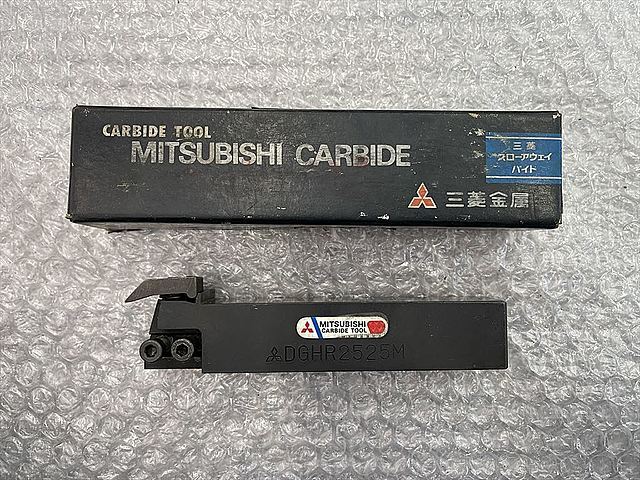 CARBIDE TOOL
MITSUBISHI CARBIDE
三菱
スローアウェイ
バイト
三菱金属
MITSUBISHI
CARBIDE TOOL
DGHR2525M